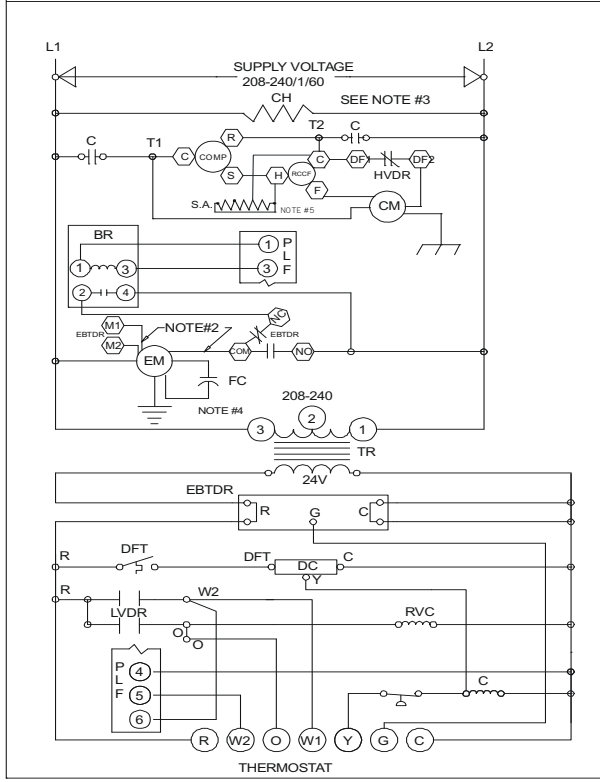 L1 L2
SUPPLY VOLTAGE
208-240/1/60
CH SEE NOTE #3
C T1 C COMP R S T2 C
H RCCF C F DF1 HVDR DF2
S.A. NOTE #5 CM
BR
1 3
2 4
1 P
L
3 F
M1 NOTE#2 NC
EBTDR EBTDR
M2 EM COM NO
FC
NOTE #4
208-240
3 2 1
TR
24V
EBTDR
R G C
R DFT DFT DC C
Y
R W2
LVDR RVC
O
O
P 4
L
F 5
6
C
R W2 O W1 Y G C
THERMOSTAT